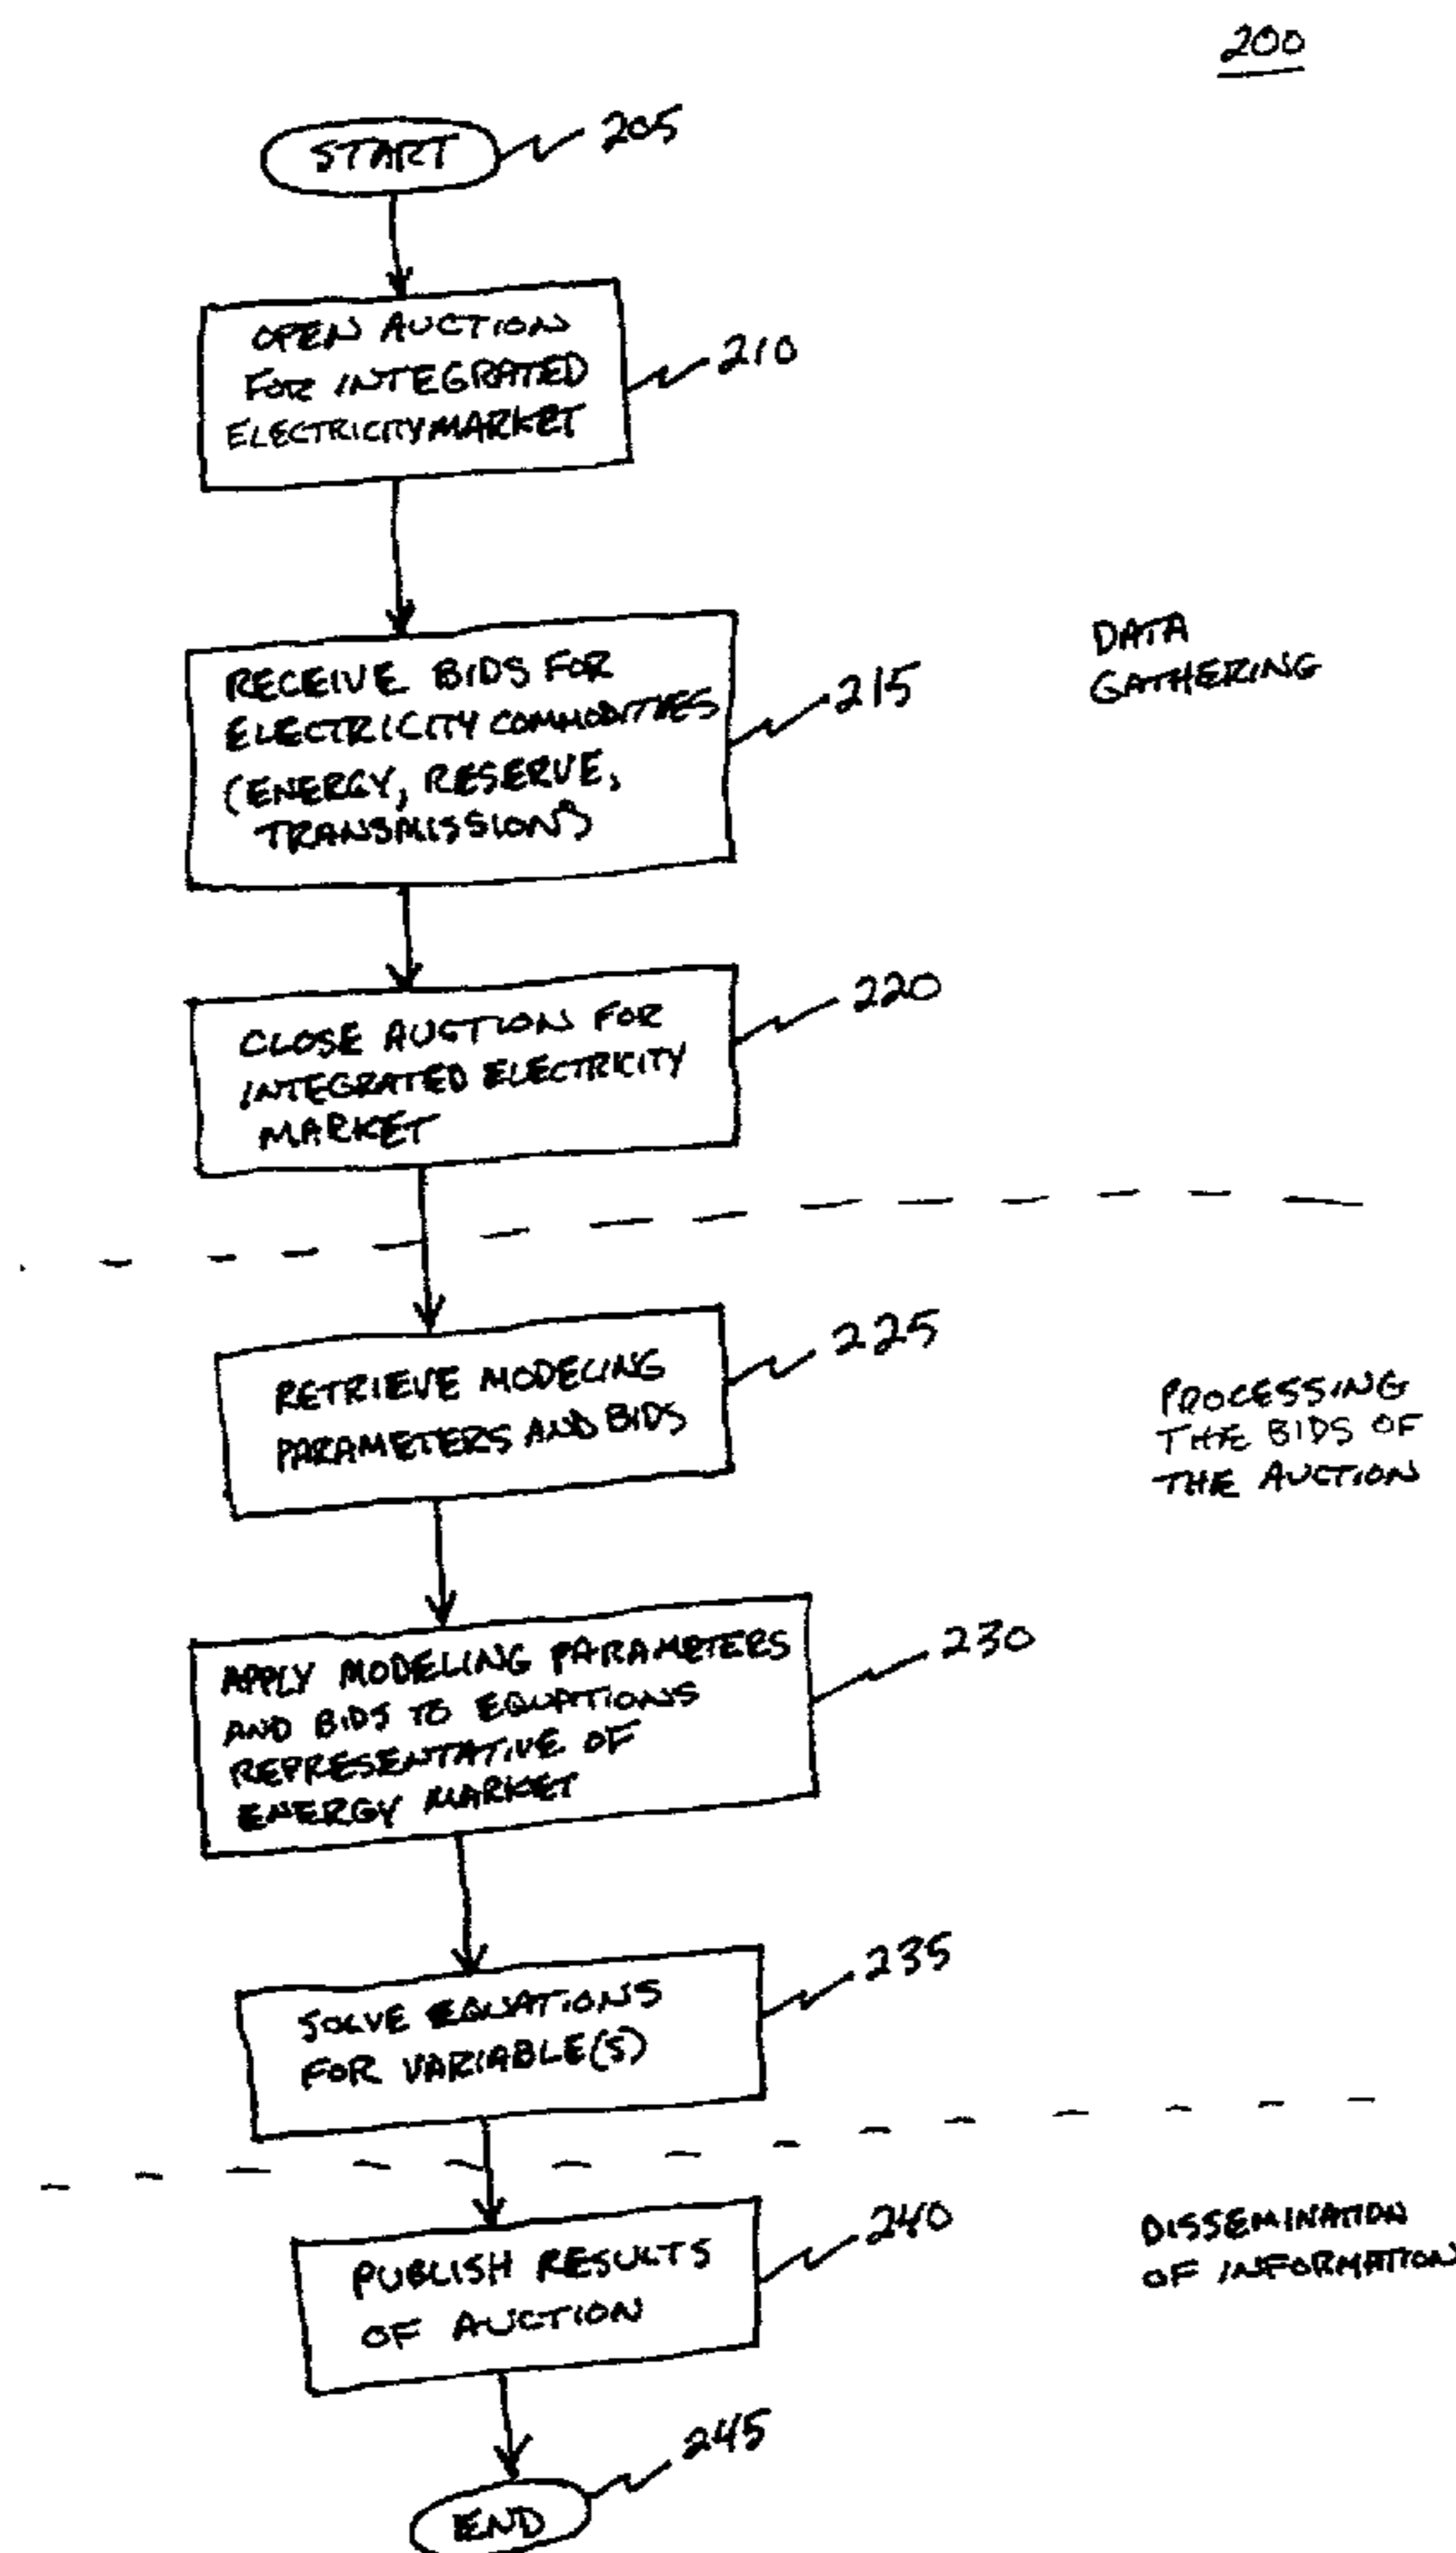 200
START
205
OPEN AUCTION
FOR INTEGRATED
ELECTRICITY MARKET
210
RECEIVE BIDS FOR
ELECTRICITY COMMODITIES
(ENERGY, RESERVE,
TRANSMISSION)
215
DATA
GATHERING
CLOSE AUCTION FOR
INTEGRATED ELECTRICITY
MARKET
220
RETRIEVE MODELING
PARAMETERS AND BIDS
225
PROCESSING
THE BIDS OF
THE AUCTION
APPLY MODELING PARAMETERS
AND BIDS TO EQUATIONS
REPRESENTATIVE OF
ENERGY MARKET
230
SOLVE EQUATIONS
FOR VARIABLE(S)
235
PUBLISH RESULTS
OF AUCTION
240
DISSEMINATION
OF INFORMATION
END
245